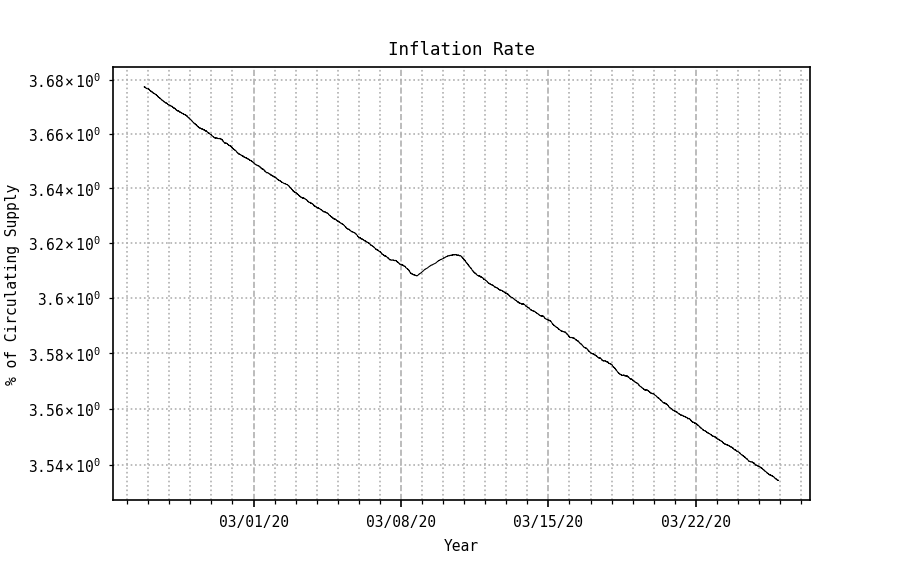 Inflation Rate
% of Circulating Supply
3.68×10⁰
3.66×10⁰
3.64×10⁰
3.62×10⁰
3.6×10⁰
3.58×10⁰
3.56×10⁰
3.54×10⁰
03/01/20 03/08/20 03/15/20 03/22/20
Year